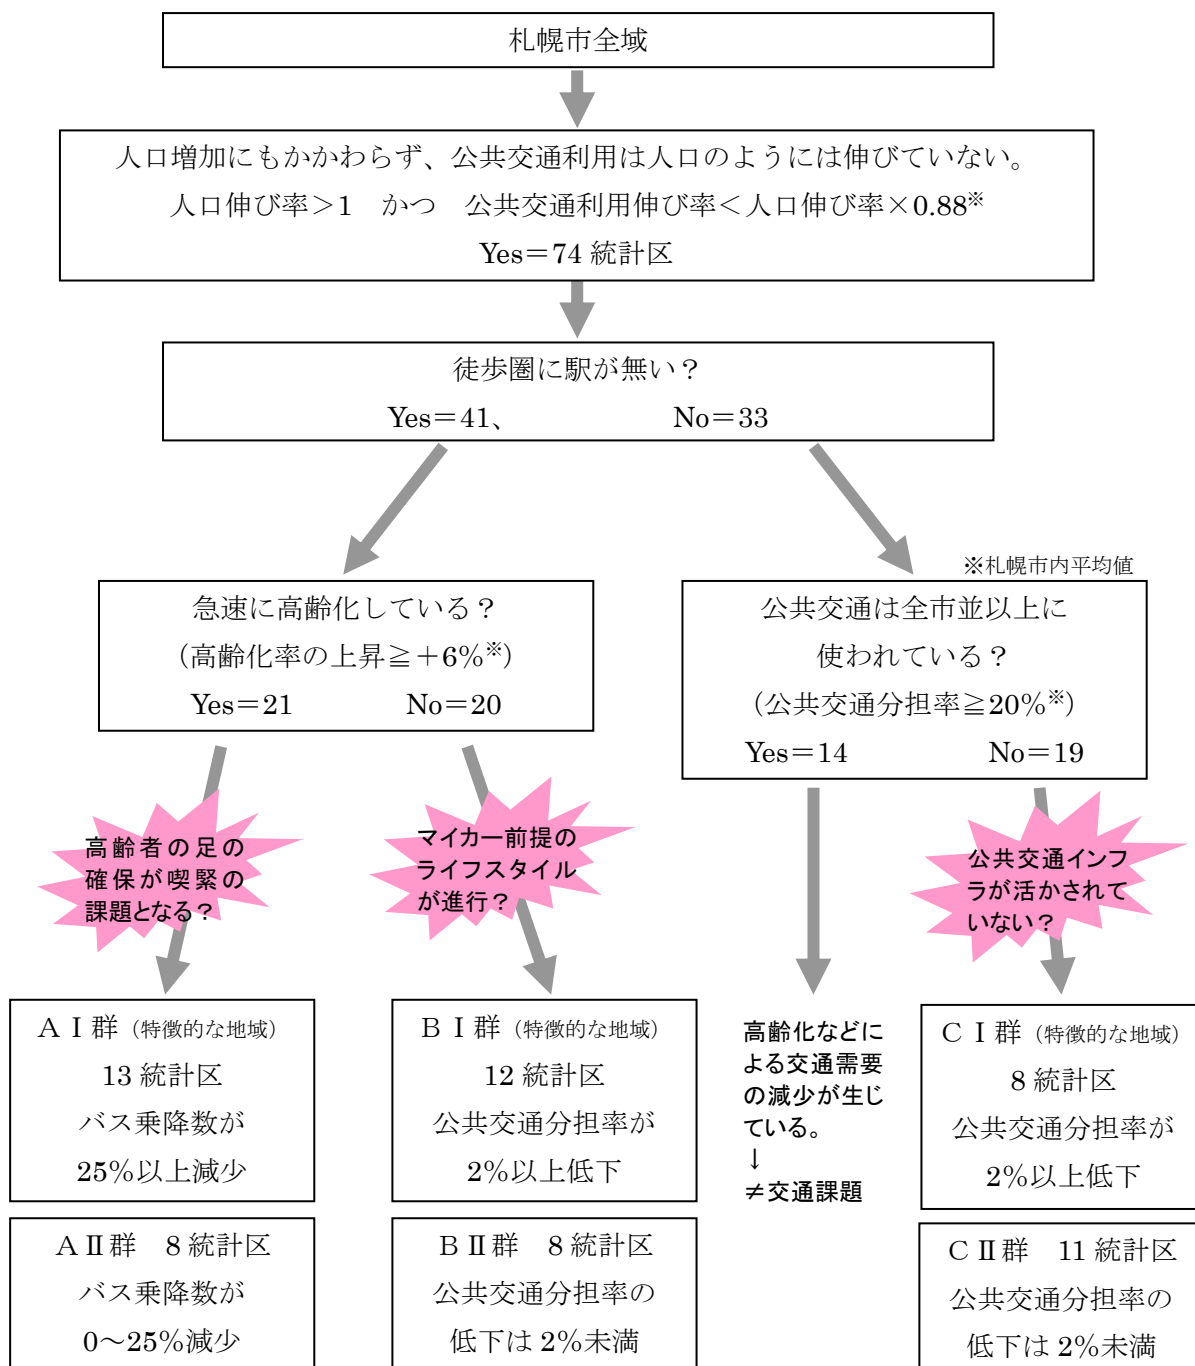 札幌市全域
人口増加にもかかわらず、公共交通利用は人口のようには伸びていない。
人口伸び率＞1　かつ　公共交通利用伸び率＜人口伸び率×0.88※
Yes＝74 統計区
徒歩圏に駅が無い？
Yes＝41、　No＝33
急速に高齢化している？
（高齢化率の上昇≧＋6%※）
Yes＝21　No＝20
※札幌市内平均値
公共交通は全市並以上に
使われている？
（公共交通分担率≧20%※）
Yes＝14　No＝19
高齢者の足の
確保が喫緊の
課題となる？
マイカー前提の
ライフスタイル
が進行？
公共交通インフ
ラが活かされて
いない？
ＡⅠ群（特徴的な地域）
13 統計区
バス乗降数が
25%以上減少
ＢⅠ群（特徴的な地域）
12 統計区
公共交通分担率が
2%以上低下
高齢化などに
よる交通需要
の減少が生じ
ている。
↓
≠交通課題
ＣⅠ群（特徴的な地域）
8 統計区
公共交通分担率が
2%以上低下
ＡⅡ群　8 統計区
バス乗降数が
0～25%減少
ＢⅡ群　8 統計区
公共交通分担率の
低下は 2%未満
ＣⅡ群　11 統計区
公共交通分担率の
低下は 2%未満